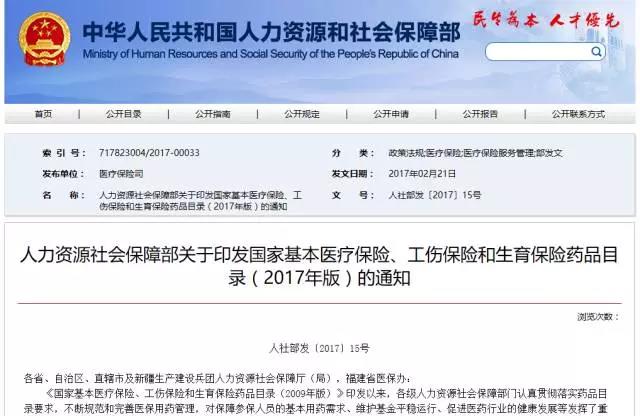 中华人民共和国人力资源和社会保障部
Ministry of Human Resources and Social Security of the People's Republic of China
民生为本 人才优先
首页 | 公开目录 | 公开指南 | 公开规定 | 公开申请 | 公开报告 | 公开联系方式
索 引 号： 717823004/2017-00033 分 类： 政策法规;医疗保险;医疗保险服务管理;部发文
发布单位： 医疗保险司 发文日期： 2017年02月21日
名 称： 人力资源社会保障部关于印发国家基本医疗保险、工 文 号： 人社部发〔2017〕15号
伤保险和生育保险药品目录（2017年版）的通知
人力资源社会保障部关于印发国家基本医疗保险、工伤保险和生育保险药品目
录（2017年版）的通知
浏览次数：
人社部发〔2017〕15号
各省、自治区、直辖市及新疆生产建设兵团人力资源社会保障厅（局），福建省医保办：
《国家基本医疗保险、工伤保险和生育保险药品目录（2009年版）》印发以来，各级人力资源社会保障部门认真贯彻落实药品目
录要求，不断规范和完善医保用药管理，对保障参保人员的基本用药需求、维护基金平稳运行、促进医药行业的健康发展等发挥了重